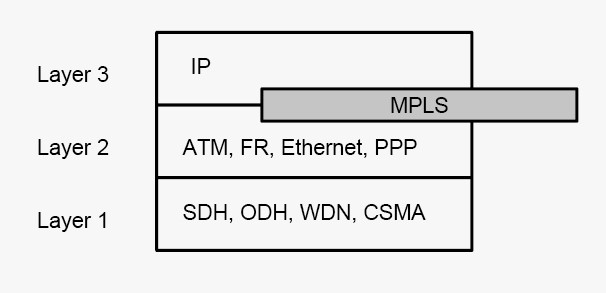 Layer 3
IP
MPLS
Layer 2
ATM, FR, Ethernet, PPP
Layer 1
SDH, ODH, WDN, CSMA